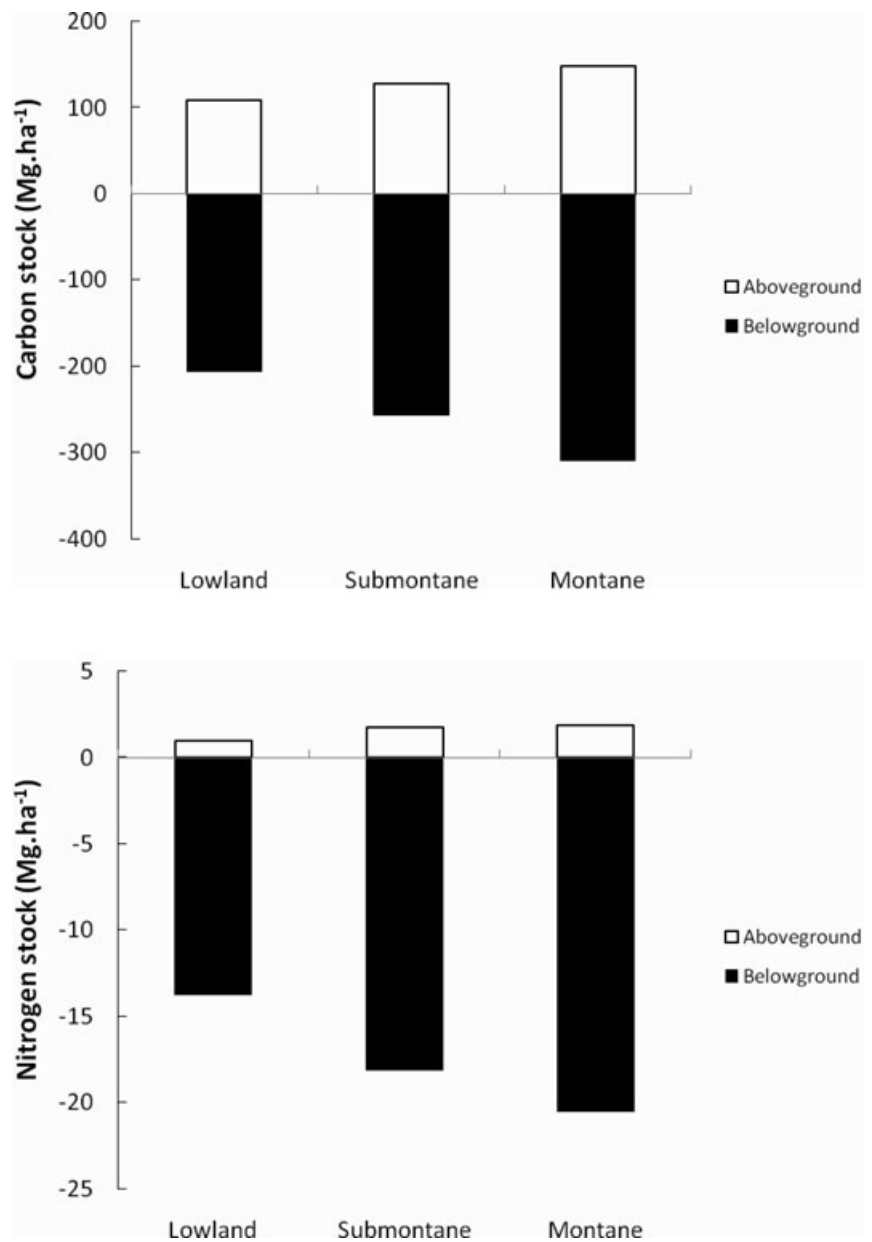 200
100
0
-100
-200
-300
-400
Carbon stock (Mg.ha⁻¹)
Aboveground
Belowground
Lowland Submontane Montane
5
0
-5
-10
-15
-20
-25
Nitrogen stock (Mg.ha⁻¹)
Aboveground
Belowground
Lowland Submontane Montane